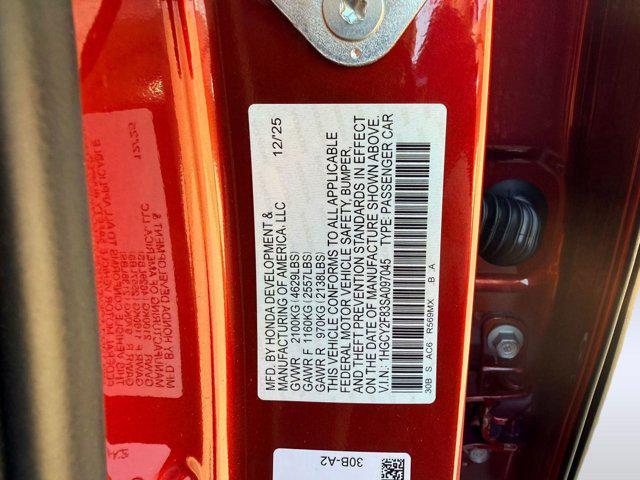 MFD. BY HONDA DEVELOPMENT & 12/'25
MANUFACTURING OF AMERICA, LLC
GVWR 2100KG(4629LBS)
GAWR F 1160KG(2557LBS)
GAWR R 970KG(2138LBS)
THIS VEHICLE CONFORMS TO ALL APPLICABLE
FEDERAL MOTOR VEHICLE SAFETY, BUMPER,
AND THEFT PREVENTION STANDARDS IN EFFECT
ON THE DATE OF MANUFACTURE SHOWN ABOVE.
V.I.N.: 1HGCY2F83SA097045 TYPE: PASSENGER CAR
30B S AC6 R569MX B A
30B-A2